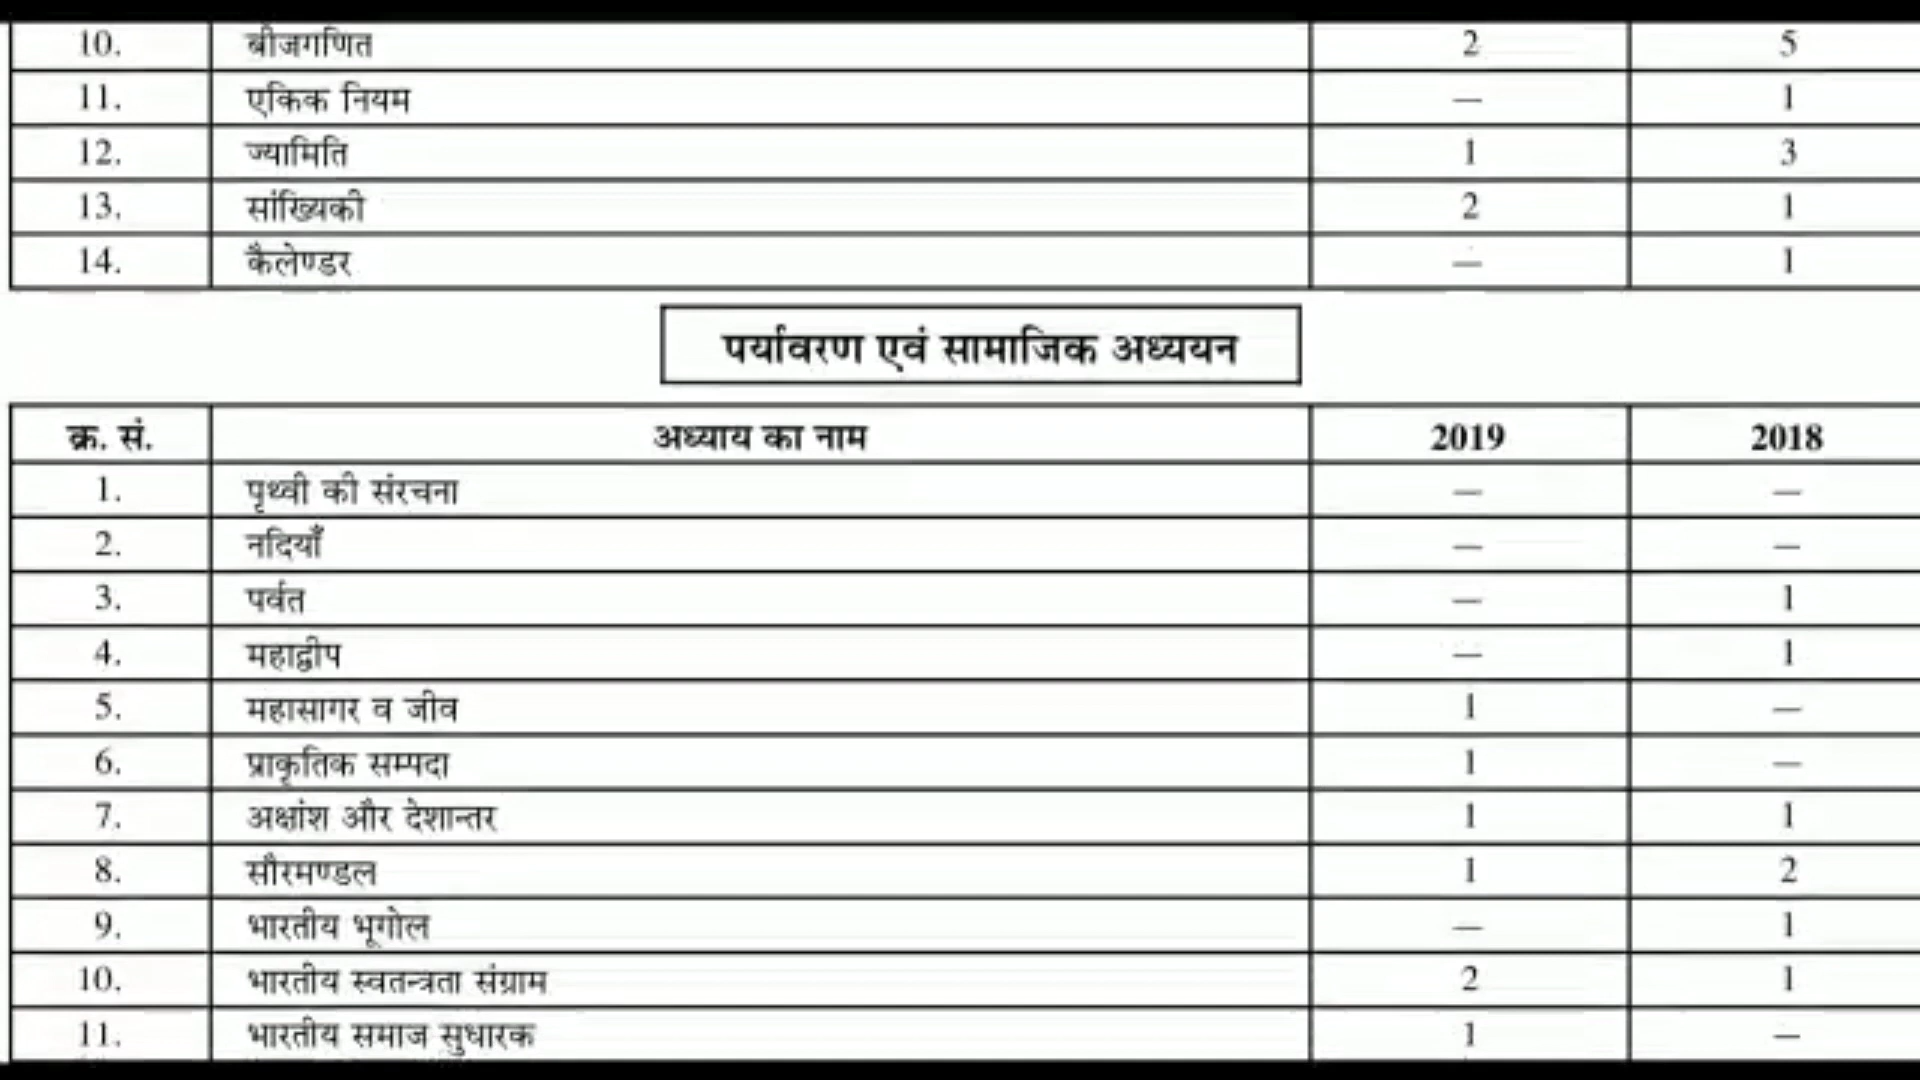 10. बीजगणित 2 5
11. एकिक नियम — 1
12. ज्यामिति 1 3
13. सांख्यिकी 2 1
14. कैलेण्डर — 1
पर्यावरण एवं सामाजिक अध्ययन
क्र. सं. अध्याय का नाम 2019 2018
1. पृथ्वी की संरचना — —
2. नदियाँ — —
3. पर्वत — 1
4. महाद्वीप — 1
5. महासागर व जीव 1 —
6. प्राकृतिक सम्पदा 1 —
7. अक्षांश और देशान्तर 1 1
8. सौरमण्डल 1 2
9. भारतीय भूगोल — 1
10. भारतीय स्वतन्त्रता संग्राम 2 1
11. भारतीय समाज सुधारक 1 —